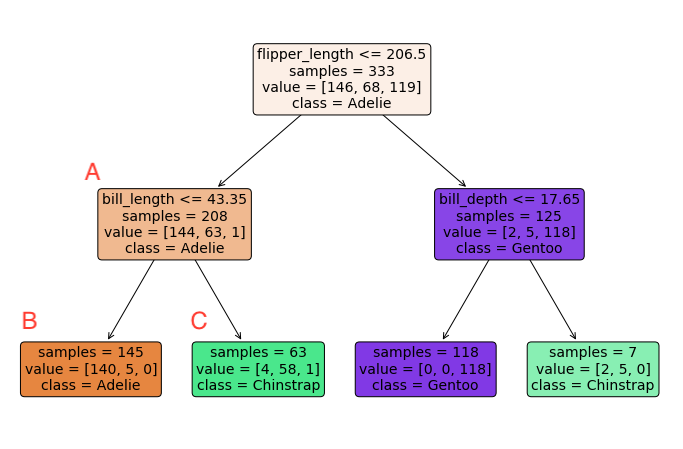 flipper_length <= 206.5
samples = 333
value = [146, 68, 119]
class = Adelie
A
bill_length <= 43.35
samples = 208
value = [144, 63, 1]
class = Adelie
bill_depth <= 17.65
samples = 125
value = [2, 5, 118]
class = Gentoo
B
samples = 145
value = [140, 5, 0]
class = Adelie
C
samples = 63
value = [4, 58, 1]
class = Chinstrap
samples = 118
value = [0, 0, 118]
class = Gentoo
samples = 7
value = [2, 5, 0]
class = Chinstrap